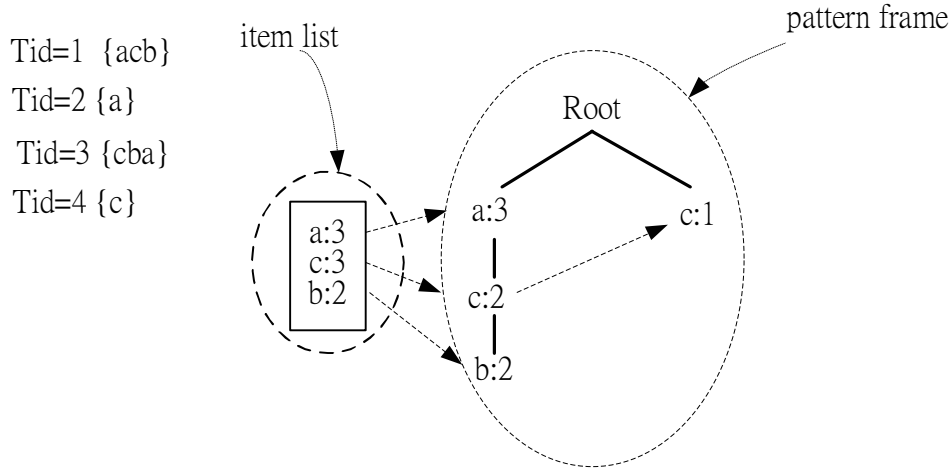 pattern frame
item list
Tid=1 {acb}
Tid=2 {a}
Tid=3 {cba}
Tid=4 {c}
Root
a:3
c:3
b:2
a:3
c:1
c:2
b:2